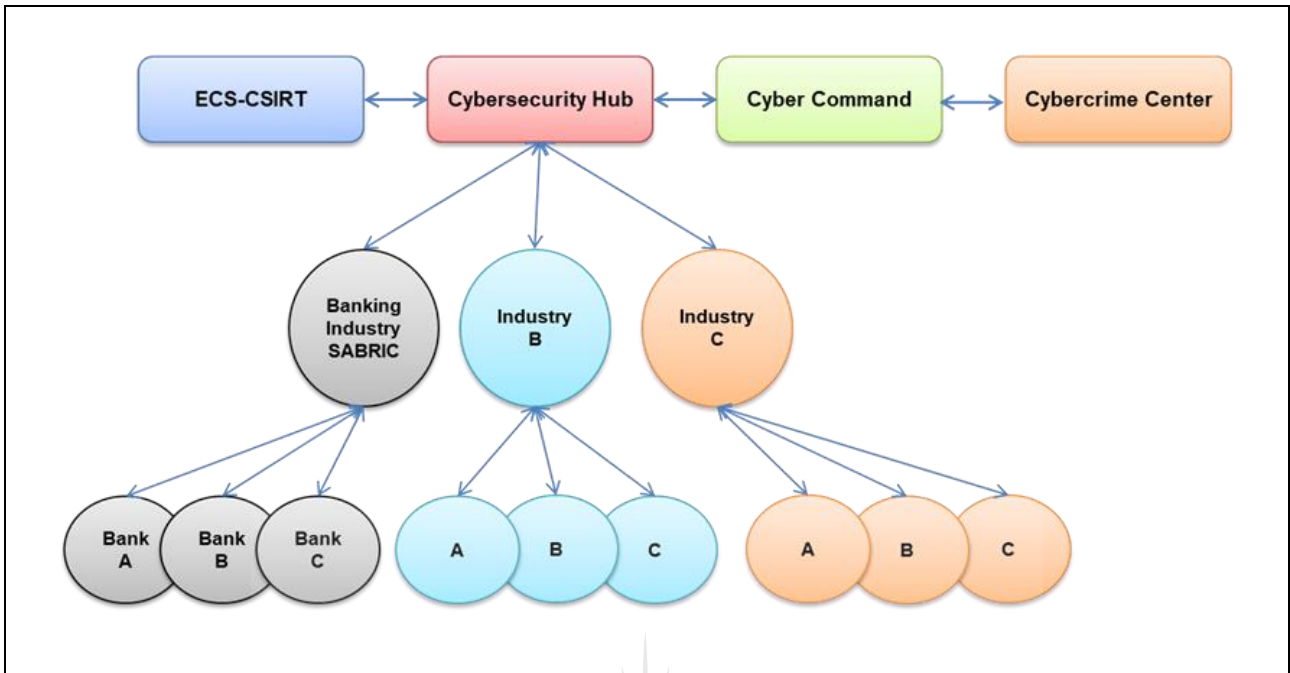 ECS-CSIRT
Cybersecurity Hub
Cyber Command
Cybercrime Center
Banking
Industry
SABRIC
Industry
B
Industry
C
Bank
A
Bank
B
Bank
C
A
B
C
A
B
C